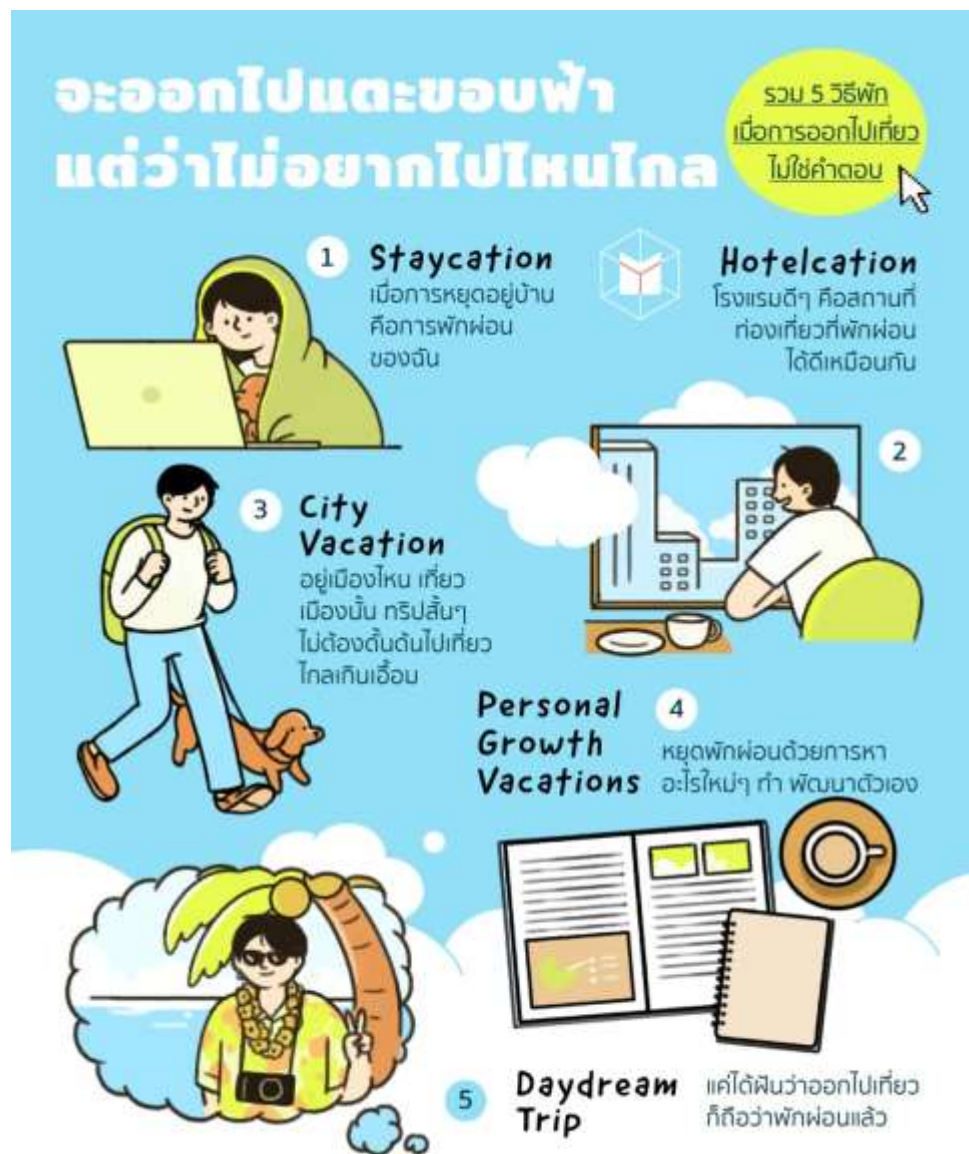 จะออกไปแตะขอบฟ้า
แต่ว่าไม่อยากไปไหนไกล
รวม 5 วิธีพัก
เมื่อการออกไปเที่ยว
ไม่ใช่คำตอบ
1
Staycation
เมื่อการหยุดอยู่บ้าน
คือการพักผ่อน
ของฉัน
Hotelcation
โรงแรมดีๆ คือสถานที่
ท่องเที่ยวที่พักผ่อน
ได้ดีเหมือนกัน
2
3
City
Vacation
อยู่เมืองไหน เที่ยว
เมืองนั้น ทริปสั้นๆ
ไม่ต้องดั้นด้นไปเที่ยว
ไกลเกินเอื้อม
Personal
Growth
Vacations
4
หยุดพักผ่อนด้วยการหา
อะไรใหม่ๆ ทำ พัฒนาตัวเอง
5
Daydream
Trip
แค่ได้ฝันว่าออกไปเที่ยว
ก็ถือว่าพักผ่อนแล้ว